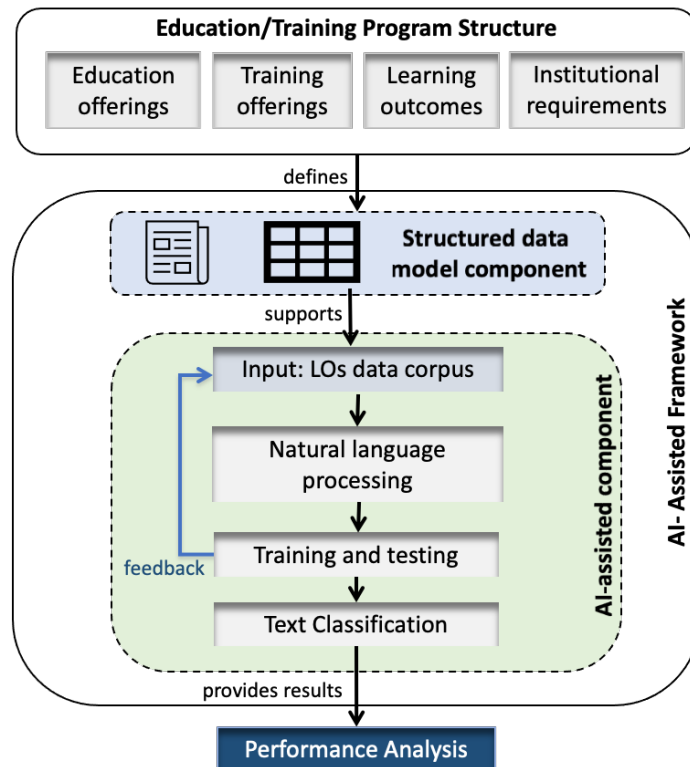 Education/Training Program Structure
Education
offerings
Training
offerings
Learning
outcomes
Institutional
requirements
defines
Structured data
model component
supports
Input: LOs data corpus
Natural language
processing
Training and testing
feedback
Text Classification
AI-assisted component
AI- Assisted Framework
provides results
Performance Analysis